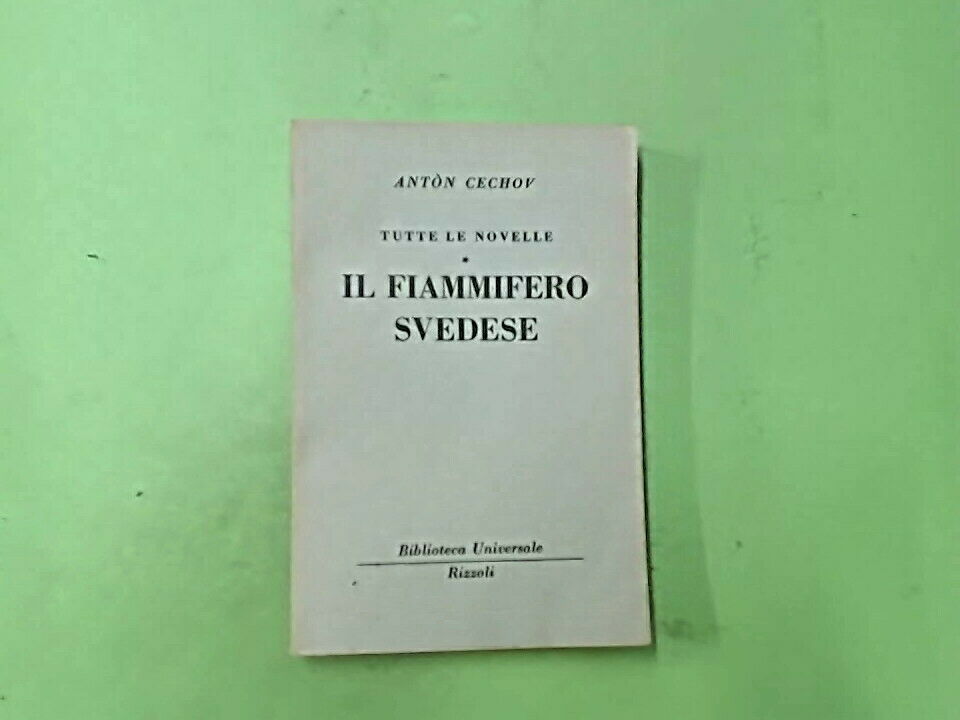 ANTÒN CECHOV
TUTTE LE NOVELLE
*
IL FIAMMIFERO
SVEDESE
Biblioteca Universale
Rizzoli